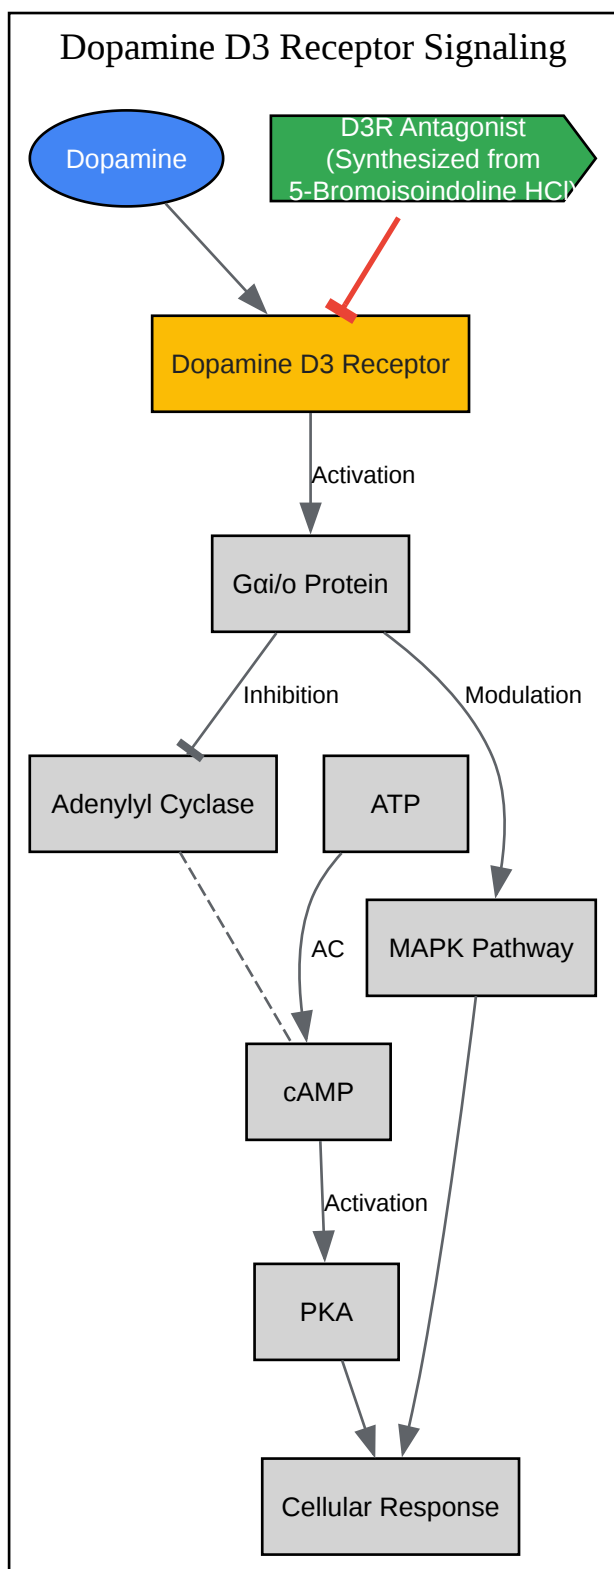 Dopamine D3 Receptor Signaling
Dopamine
D3R Antagonist
(Synthesized from
5-Bromoisoindoline HCl)
Dopamine D3 Receptor
Activation
Gαi/o Protein
Inhibition
Modulation
Adenylyl Cyclase
ATP
AC
MAPK Pathway
cAMP
Activation
PKA
Cellular Response